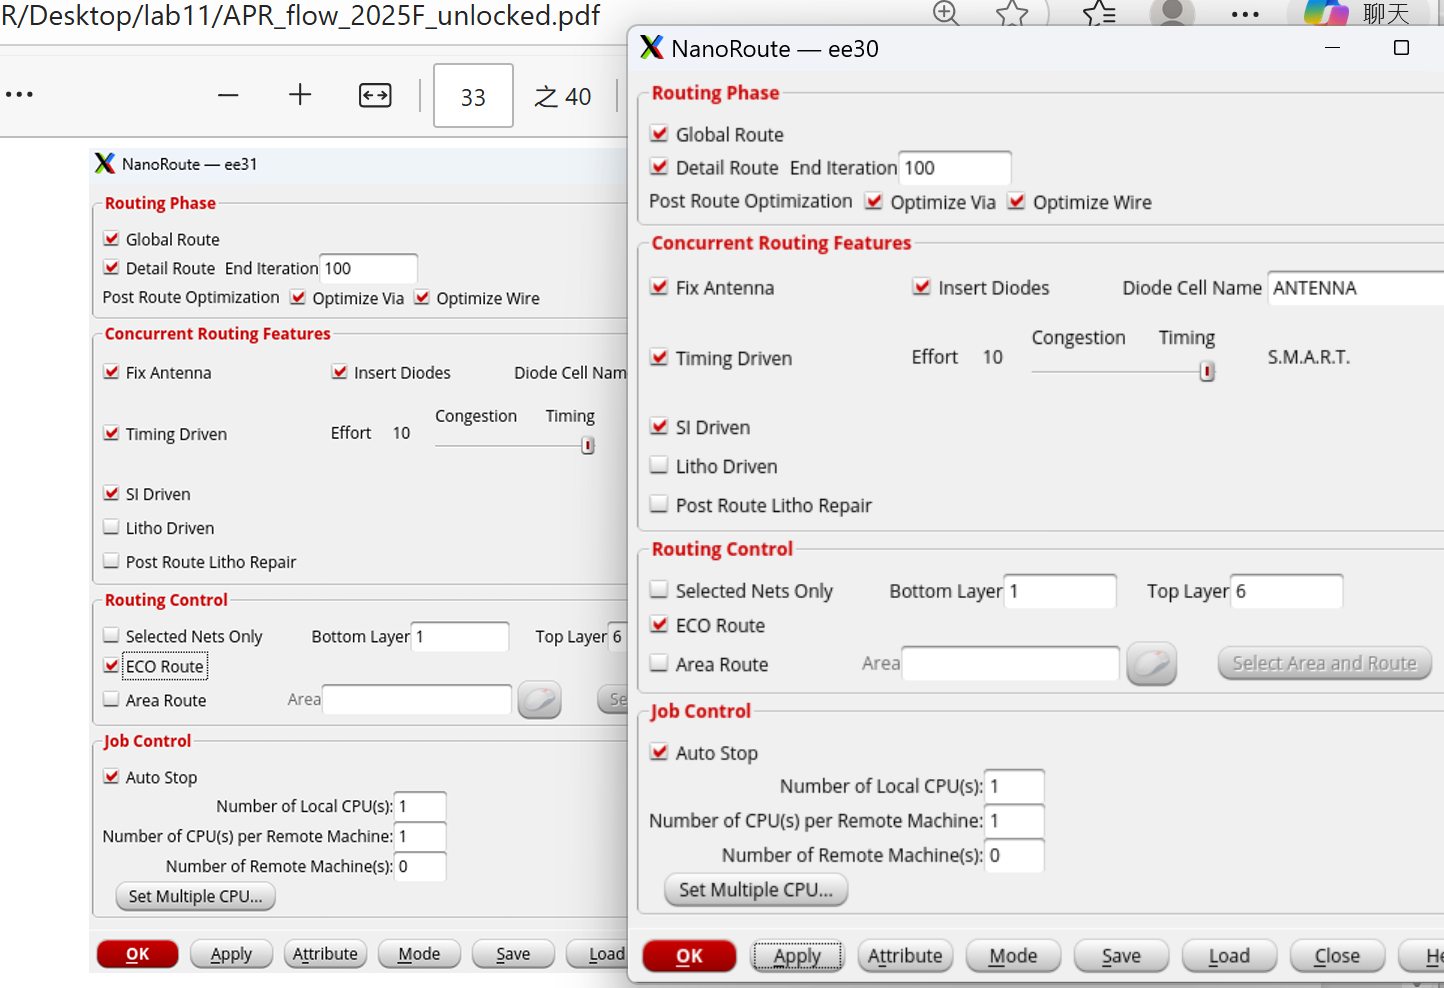 R/Desktop/lab11/APR_flow_2025F_unlocked.pdf
聊天
33 之 40
NanoRoute — ee31
Routing Phase
Global Route
Detail Route End Iteration 100
Post Route Optimization Optimize Via Optimize Wire
Concurrent Routing Features
Fix Antenna Insert Diodes Diode Cell Nam
Congestion Timing
Timing Driven Effort 10
SI Driven
Litho Driven
Post Route Litho Repair
Routing Control
Selected Nets Only Bottom Layer 1 Top Layer 6
ECO Route
Area Route Area Se
Job Control
Auto Stop
Number of Local CPU(s): 1
Number of CPU(s) per Remote Machine: 1
Number of Remote Machine(s): 0
Set Multiple CPU...
OK Apply Attribute Mode Save Load
NanoRoute — ee30
Routing Phase
Global Route
Detail Route End Iteration 100
Post Route Optimization Optimize Via Optimize Wire
Concurrent Routing Features
Fix Antenna Insert Diodes Diode Cell Name ANTENNA
Congestion Timing
Timing Driven Effort 10 S.M.A.R.T.
SI Driven
Litho Driven
Post Route Litho Repair
Routing Control
Selected Nets Only Bottom Layer 1 Top Layer 6
ECO Route
Area Route Area Select Area and Route
Job Control
Auto Stop
Number of Local CPU(s): 1
Number of CPU(s) per Remote Machine: 1
Number of Remote Machine(s): 0
Set Multiple CPU...
OK Apply Attribute Mode Save Load Close He